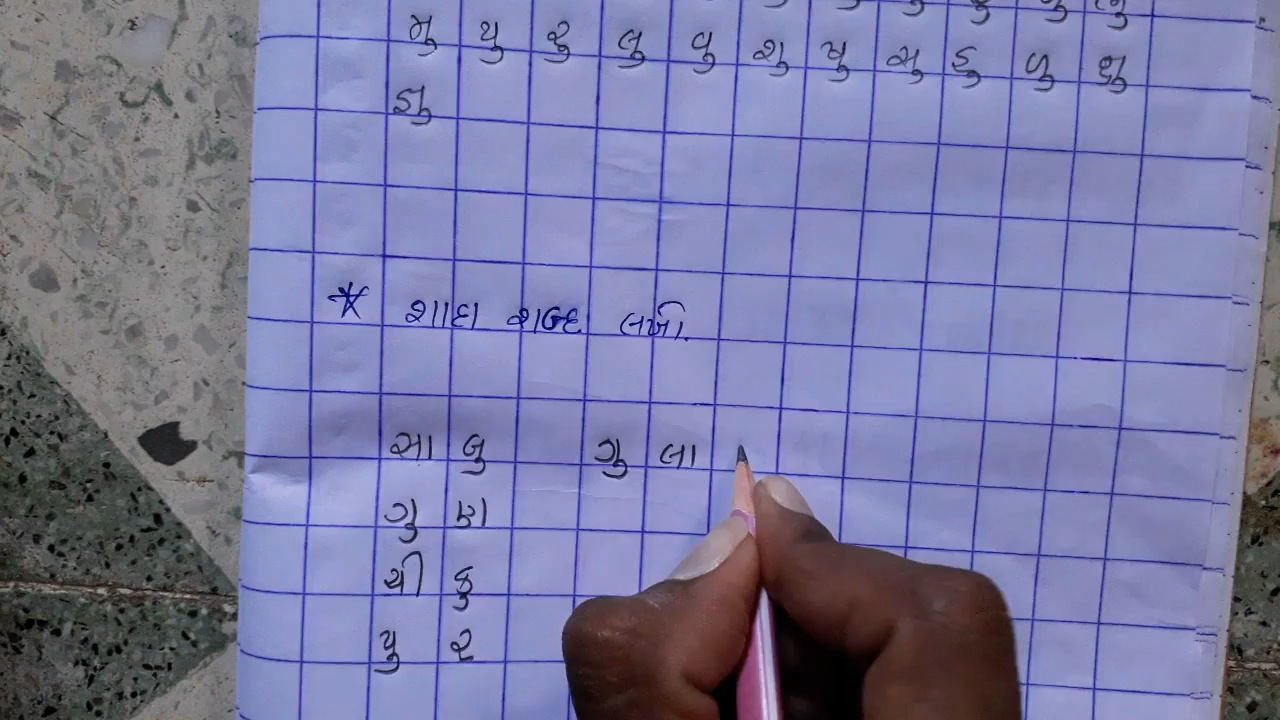 મુ યુ રુ લુ વુ શુ ષુ સુ હુ ળુ ક્ષુ
જ્ઞુ
* શાદા શબ્દ લખો.
સા બુ ગુ લા
ગુ ણ
ચી કુ
પુ ર